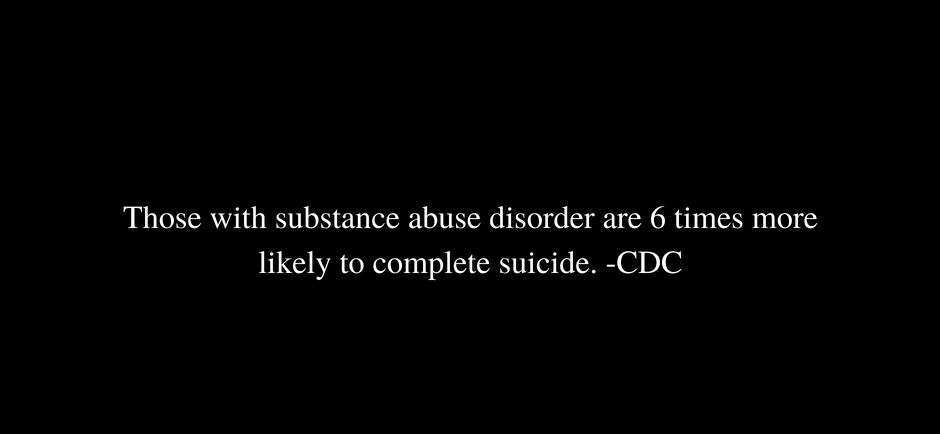 Those with substance abuse disorder are 6 times more
likely to complete suicide. -CDC